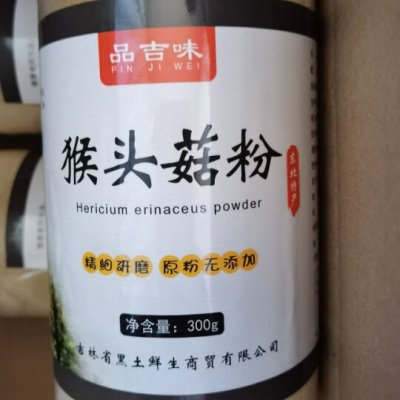 品吉味
PIN JI WEI
猴头菇粉
Hericium erinaceus powder
东北特产
精細研磨 原粉无添加
净含量：300g
吉林省黑土鲜生商贸有限公司